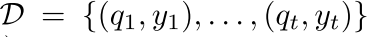 𝒟 = {(q₁, y₁), . . . , (qₜ, yₜ)}